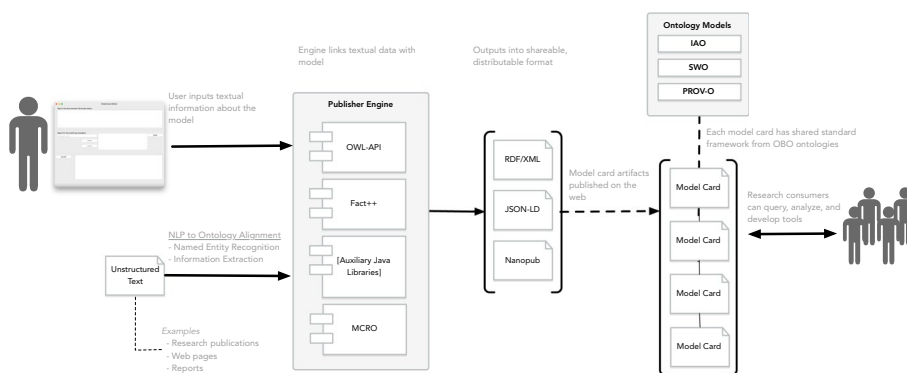 Ontology Models
IAO
SWO
PROV-O
Engine links textual data with
model
Outputs into shareable,
distributable format
User inputs textual
information about the
model
Publisher Engine
OWL-API
Fact++
[Auxiliary Java
Libraries]
MCRO
RDF/XML
JSON-LD
Nanopub
Model card artifacts
published on the
web
Each model card has shared standard
framework from OBO ontologies
Model Card
Model Card
Model Card
Model Card
Research consumers
can query, analyze, and
develop tools
NLP to Ontology Alignment
- Named Entity Recognition
- Information Extraction
Unstructured
Text
Examples
- Research publications
- Web pages
- Reports